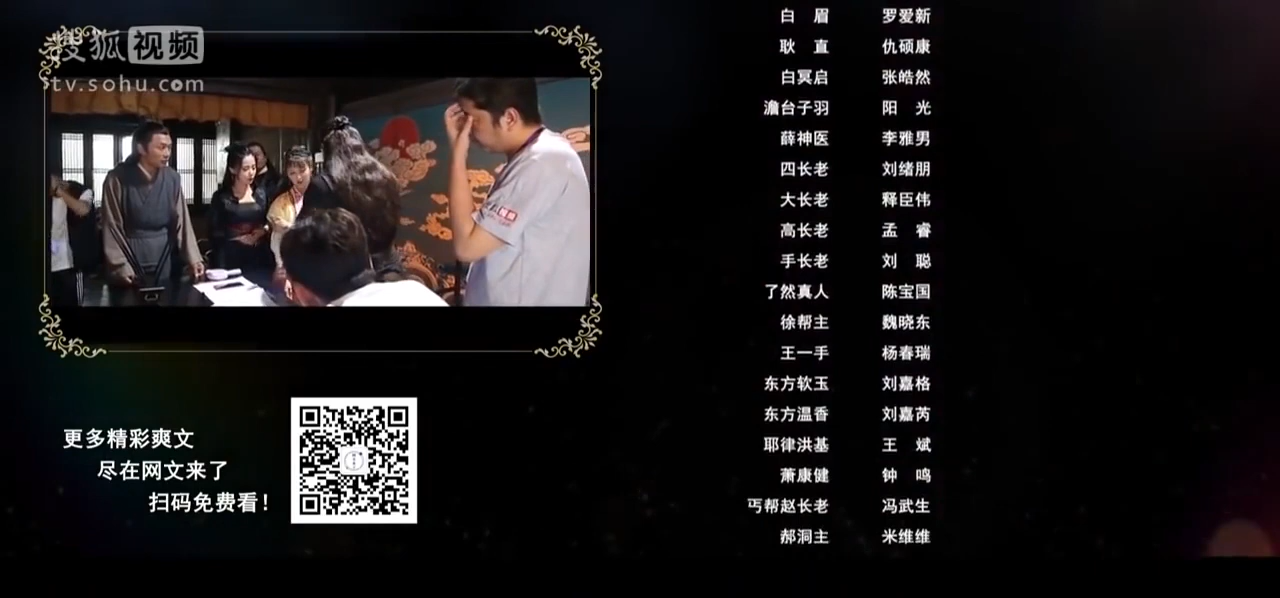 搜狐视频
tv.sohu.com
白眉 罗爱新
耿直 仇硕康
白冥启 张皓然
澹台子羽 阳光
薛神医 李雅男
四长老 刘绪朋
大长老 释臣伟
高长老 孟睿
手长老 刘聪
了然真人 陈宝国
徐帮主 魏晓东
王一手 杨春瑞
东方软玉 刘嘉格
东方温香 刘嘉芮
耶律洪基 王斌
萧康健 钟鸣
丐帮赵长老 冯武生
郝洞主 米维维
更多精彩爽文
尽在网文来了
扫码免费看!